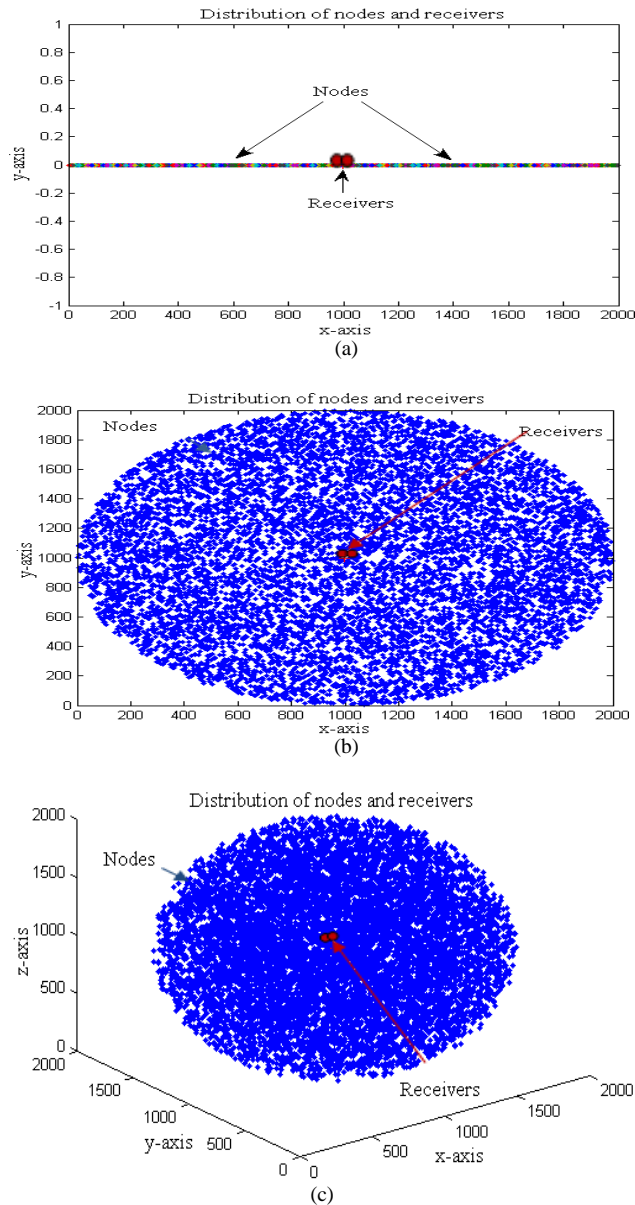 Distribution of nodes and receivers
1
0.8
0.6
Nodes
0.4
0.2
0
-0.2
Receivers
-0.4
-0.6
-0.8
-1
y-axis
0 200 400 600 800 1000 1200 1400 1600 1800 2000
x-axis
(a)
Distribution of nodes and receivers
2000
Nodes
Receivers
1800
1600
1400
1200
1000
800
600
400
200
0
y-axis
0 200 400 600 800 1000 1200 1400 1600 1800 2000
x-axis
(b)
Distribution of nodes and receivers
2000
Nodes
1500
1000
500
0
z-axis
2000
1500
1000
500
0
y-axis
Receivers
0
500
1000
1500
2000
x-axis
(c)